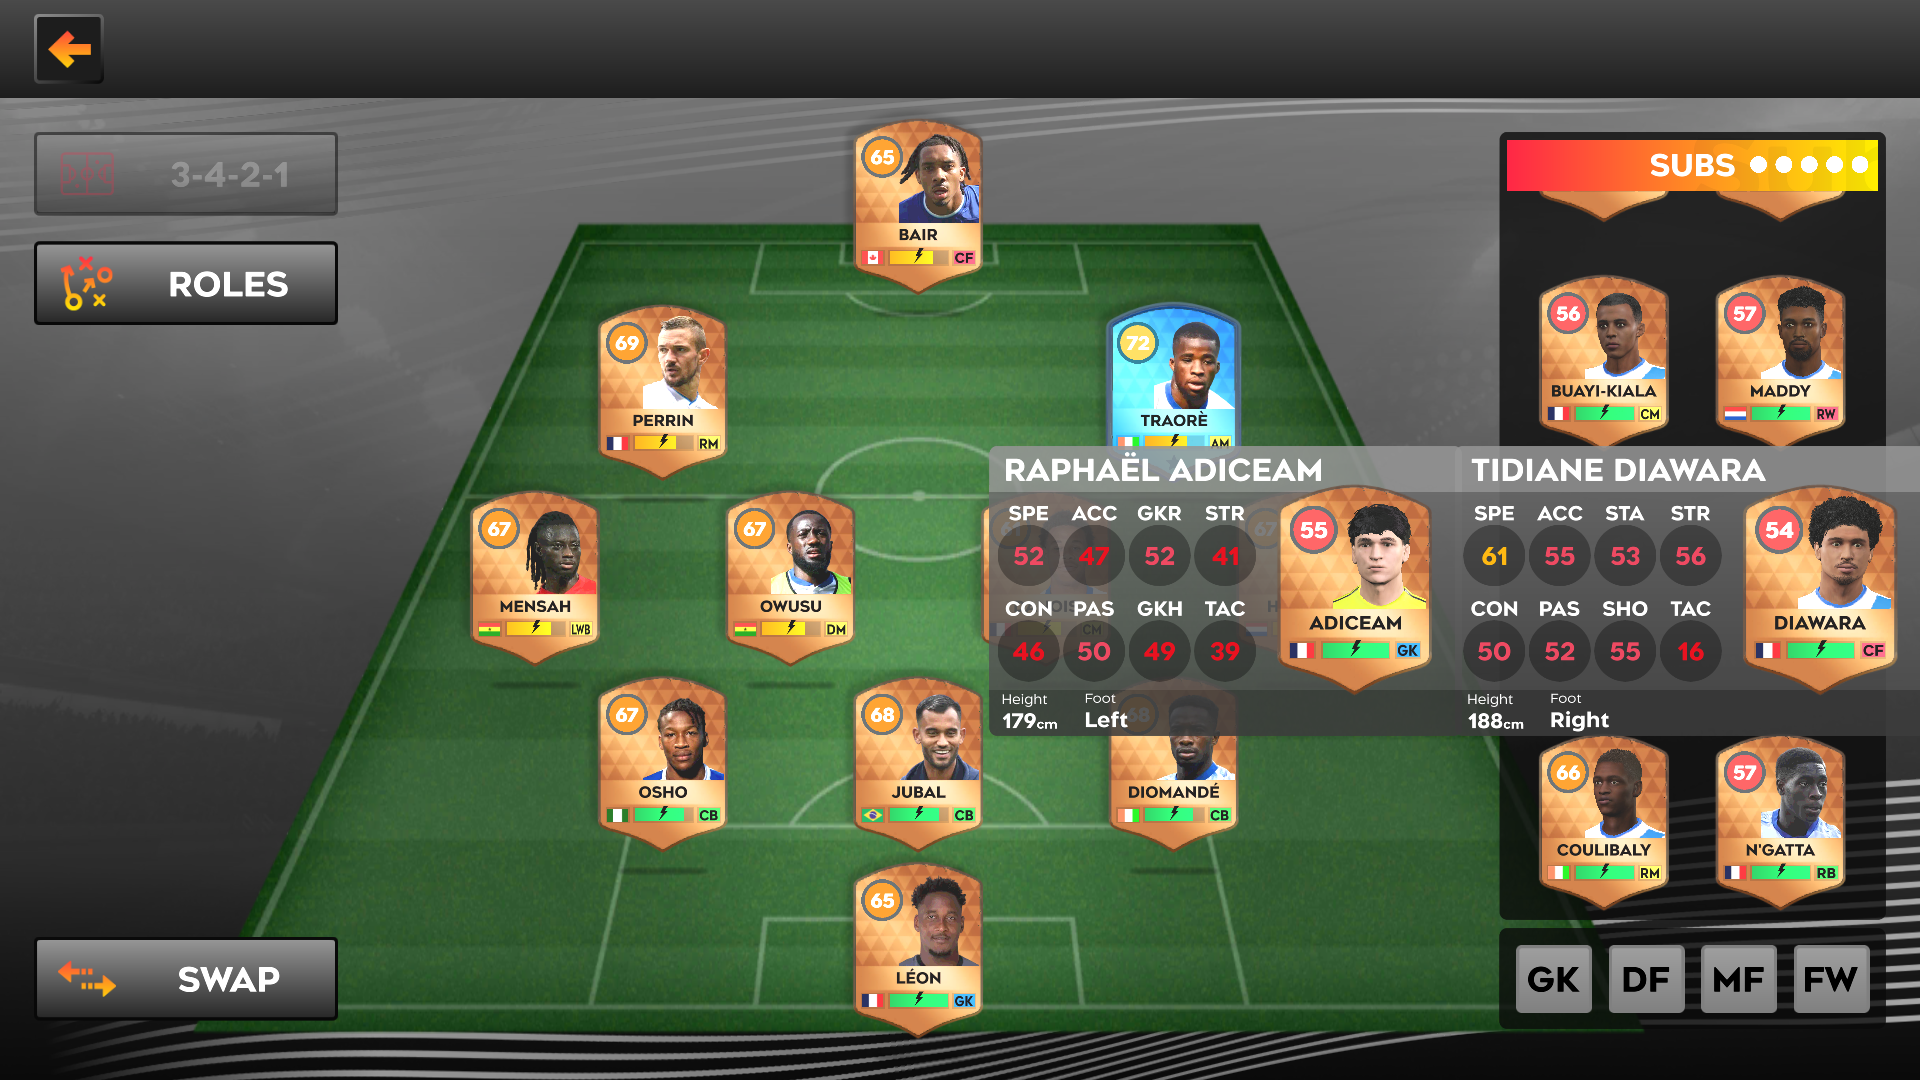 3-4-2-1
ROLES
SWAP
65
BAIR
CF
69
PERRIN
RM
72
TRAORÈ
AM
67
MENSAH
LWB
67
OWUSU
DM
67
OSHO
CB
68
JUBAL
CB
68
DIOMANDÉ
CB
65
LÉON
GK
RAPHAËL ADICEAM
SPE ACC GKR STR
52 47 52 41
CON PAS GKH TAC
46 50 49 39
Height Foot
179cm Left
55
ADICEAM
GK
TIDIANE DIAWARA
SPE ACC STA STR
61 55 53 56
CON PAS SHO TAC
50 52 55 16
Height Foot
188cm Right
54
DIAWARA
CF
SUBS
56
BUAYI-KIALA
CM
57
MADDY
RW
66
COULIBALY
RM
57
N'GATTA
RB
GK DF MF FW